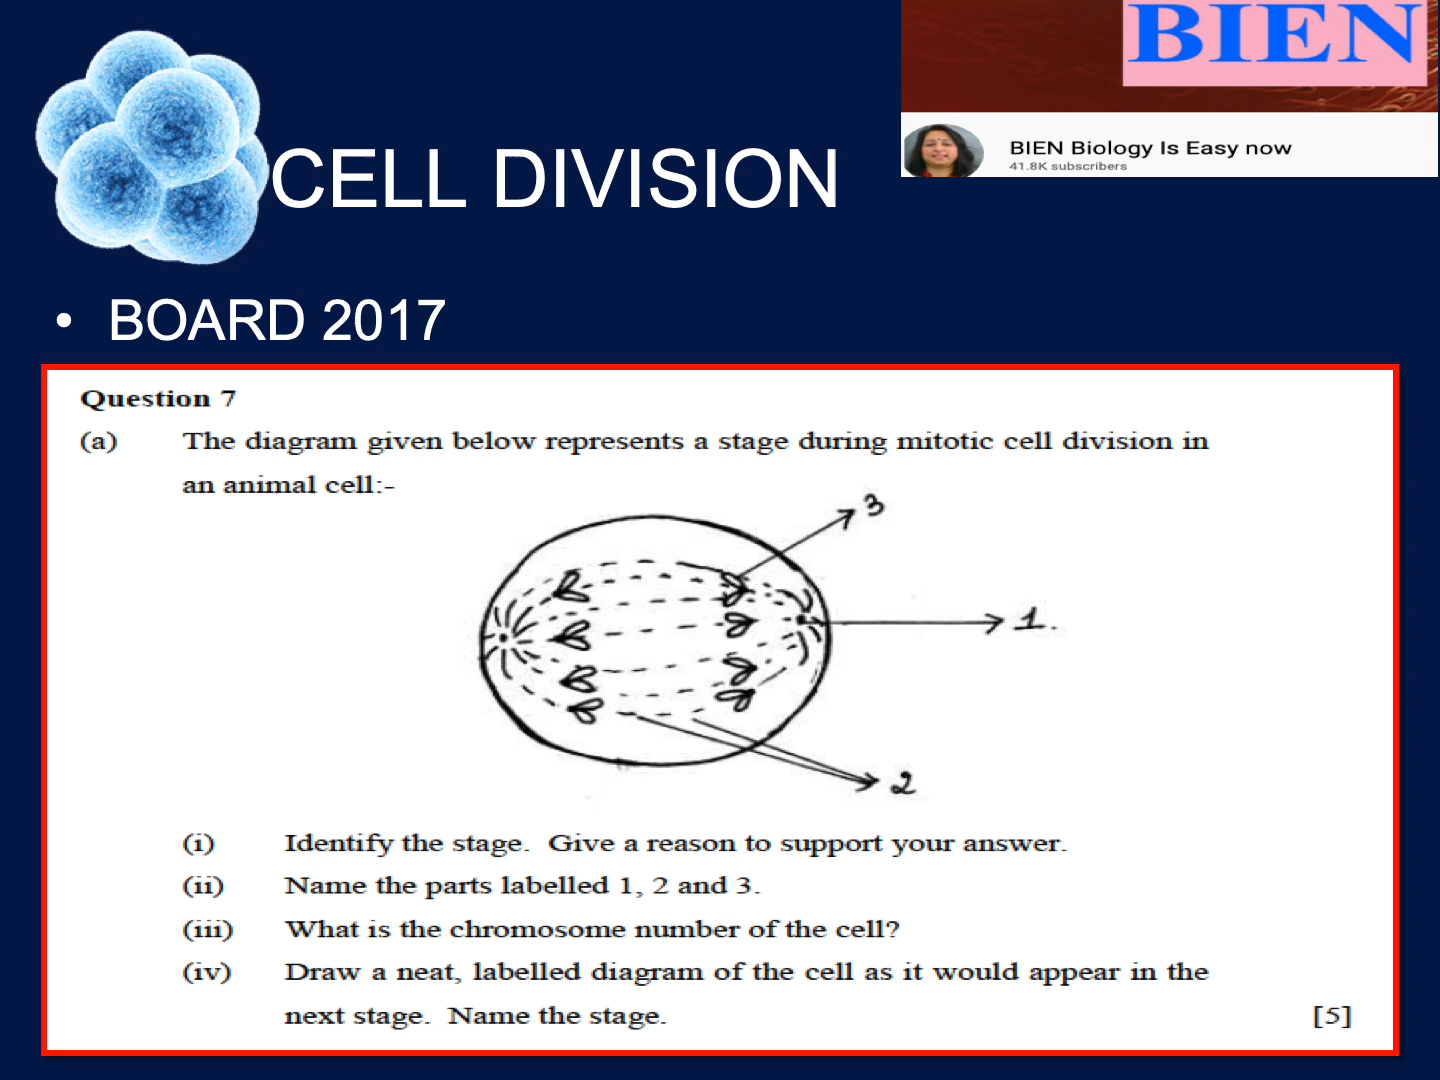 BIEN
BIEN Biology Is Easy now
41.8K subscribers
CELL DIVISION
• BOARD 2017
Question 7
(a) The diagram given below represents a stage during mitotic cell division in
an animal cell:-
3
1.
2
(i) Identify the stage. Give a reason to support your answer.
(ii) Name the parts labelled 1, 2 and 3.
(iii) What is the chromosome number of the cell?
(iv) Draw a neat, labelled diagram of the cell as it would appear in the
next stage. Name the stage. [5]